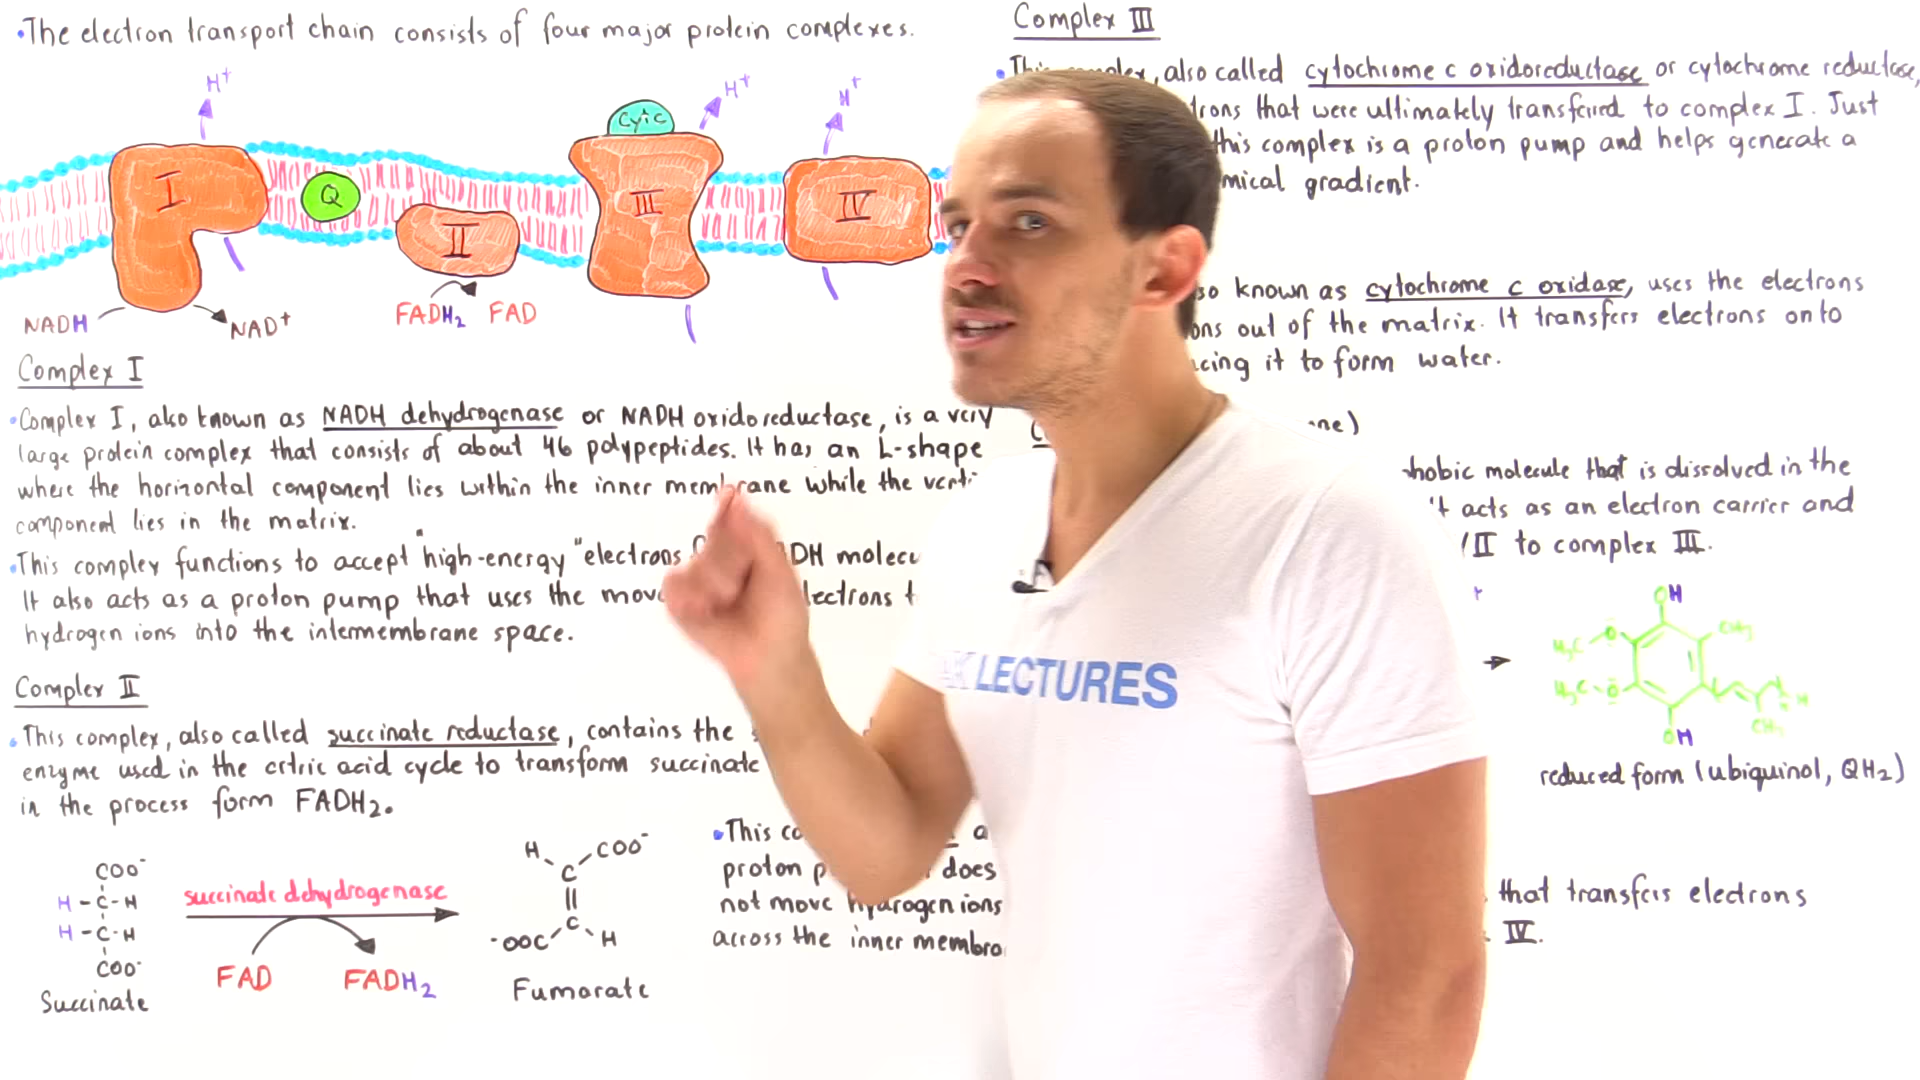 •The electron transport chain consists of four major protein complexes.
H+
H+
H+
CytC
I
Q
II
III
IV
NADH
NAD+
FADH2 FAD
Complex I
•Complex I, also known as NADH dehydrogenase or NADH oxidoreductase, is a very
large protein complex that consists of about 46 polypeptides. It has an L-shape
where the horizontal component lies within the inner membrane while the
component lies in the matrix.
•This complex functions to accept "high-energy" electrons
It also acts as a proton pump that uses the
hydrogen ions into the intermembrane space.
Complex II
•This complex, also called succinate reductase, contains the
enzyme used in the citric acid cycle to transform succinate
in the process form FADH2.
COO-
H-C-H
H-C-H
COO-
Succinate
succinate dehydrogenase
FAD
FADH2
H
COO-
C
C
-OOC
H
Fumarate
•This
proton does
not move hydrogen ions
across the inner
Complex III
•This complex, also called cytochrome c oxidoreductase or cytochrome reductase,
that were ultimately transferred to complex I. Just
this complex is a proton pump and helps generate a
gradient.
known as cytochrome c oxidase, uses the electrons
out of the matrix. It transfers electrons onto
it to form water.
molecule that is dissolved in the
acts as an electron carrier and
II to complex III.
OH
H3C
O
CH3
H3C
O
CH3
H
OH
reduced form (ubiquinol, QH2)
that transfers electrons
IV.
LECTURES